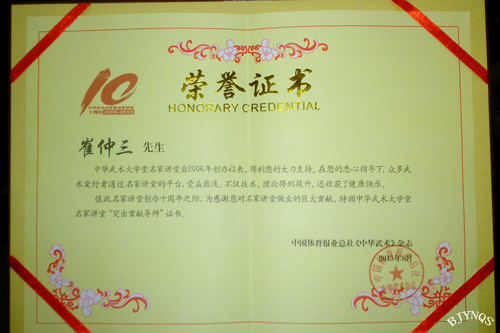 10
十周年 2006-2015
荣誉证书
HONORARY CREDENTIAL
崔仲三 先生
中华武术大学堂名家讲堂自2006年创办以来，得到您的大力支持，在您的悉心指导下，众多武
术爱好者通过名家讲堂的平台，受益匪浅，不仅技术，理论得到提升，还收获了健康快乐。
值此名家讲堂创办十周年之际，为感谢您对名家讲堂做出的巨大贡献，特颁中华武术大学堂
名家讲堂“突出贡献导师”证书。
中国体育报业总社《中华武术》杂志
2015年8月
BJYNQS